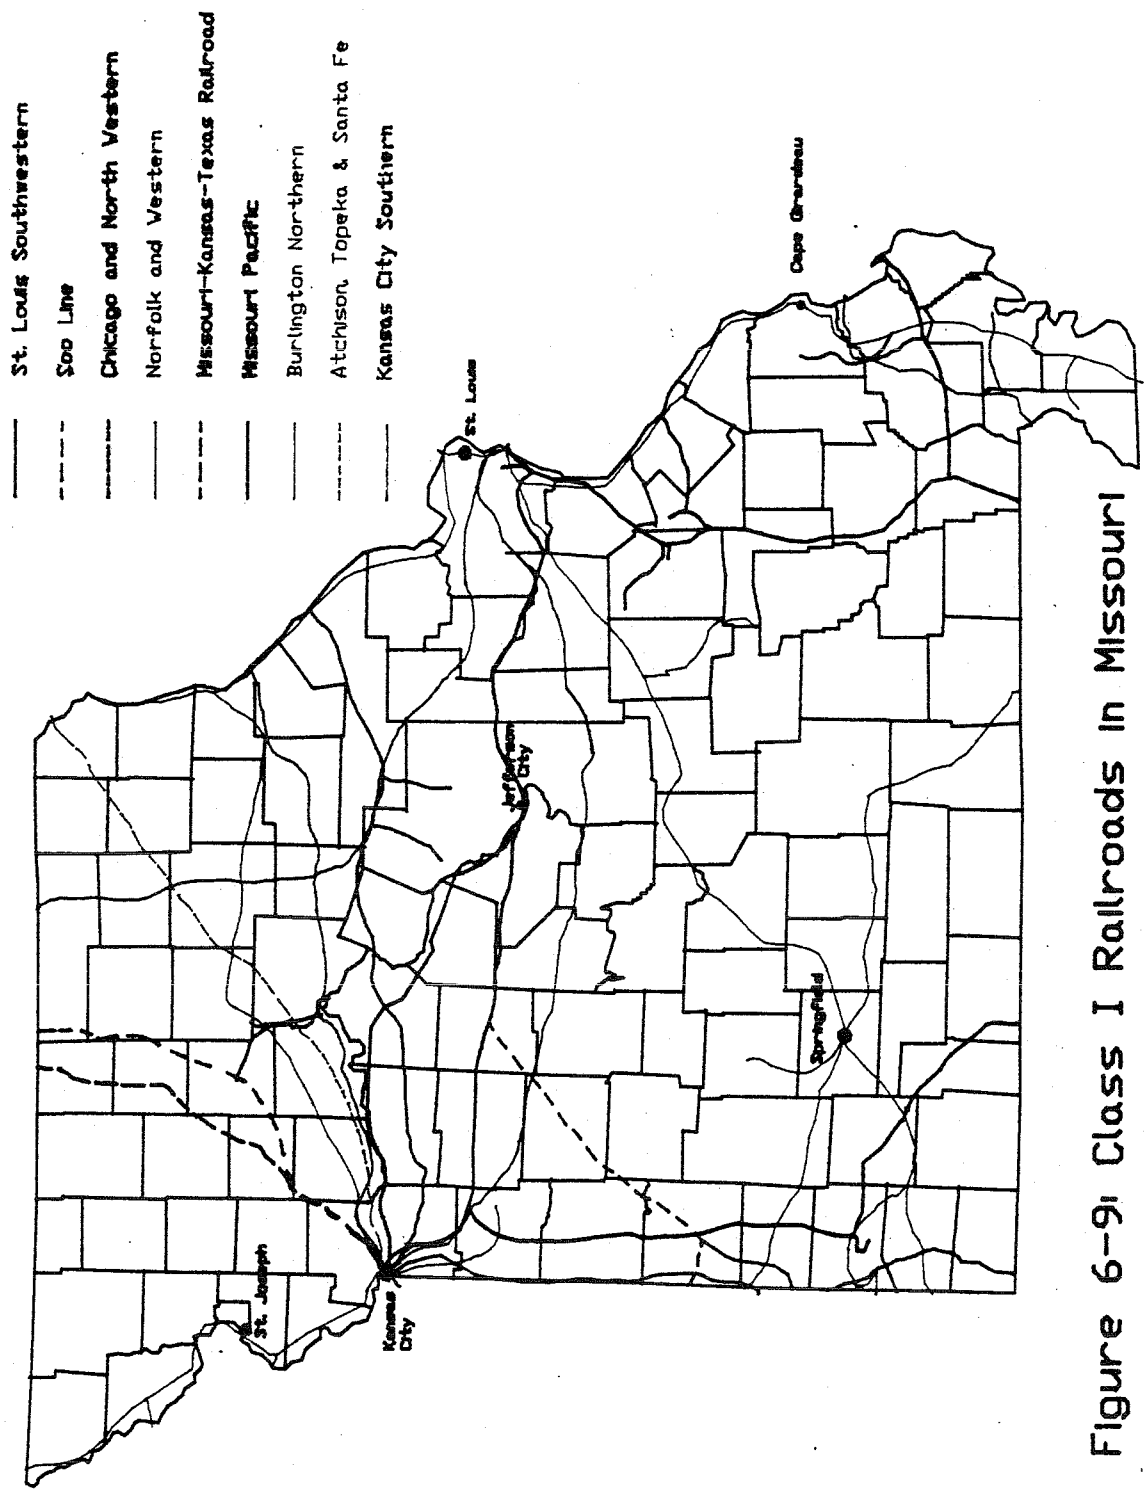 St. Louis Southwestern
Soo Line
Chicago and North Western
Norfolk and Western
Missouri-Kansas-Texas Railroad
Missouri Pacific
Burlington Northern
Atchison, Topeka & Santa Fe
Kansas City Southern
St. Joseph
Kansas
City
Jefferson
City
St. Louis
Springfield
Cape Girardeau
Figure 6-9: Class I Railroads in Missouri